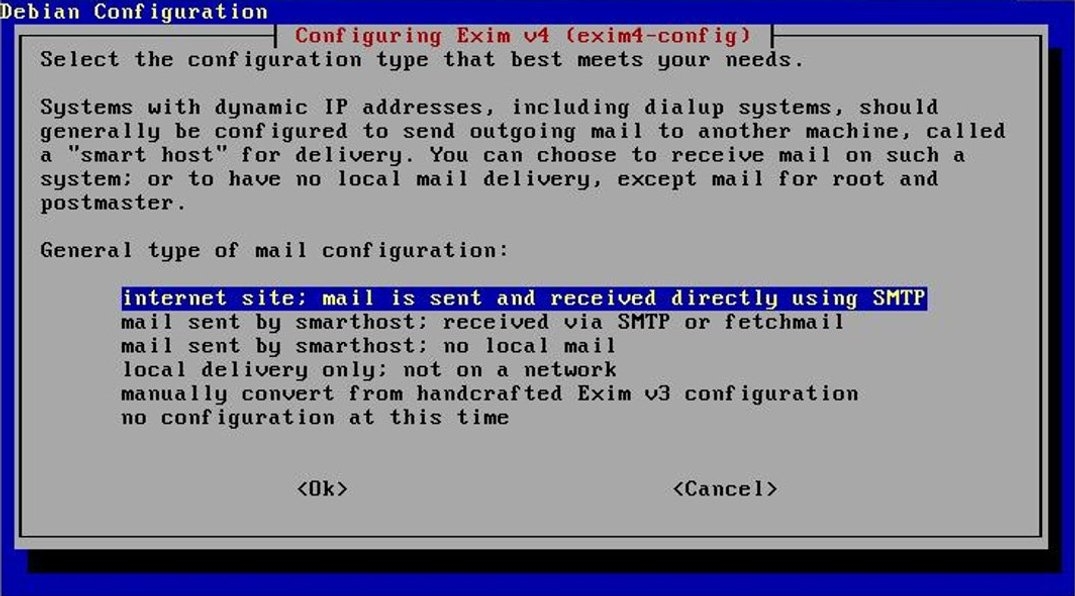 Debian Configuration
Configuring Exim v4 (exim4-config)
Select the configuration type that best meets your needs.
Systems with dynamic IP addresses, including dialup systems, should
generally be configured to send outgoing mail to another machine, called
a "smart host" for delivery. You can choose to receive mail on such a
system; or to have no local mail delivery, except mail for root and
postmaster.
General type of mail configuration:
internet site; mail is sent and received directly using SMTP
mail sent by smarthost; received via SMTP or fetchmail
mail sent by smarthost; no local mail
local delivery only; not on a network
manually convert from handcrafted Exim v3 configuration
no configuration at this time
<Ok> <Cancel>